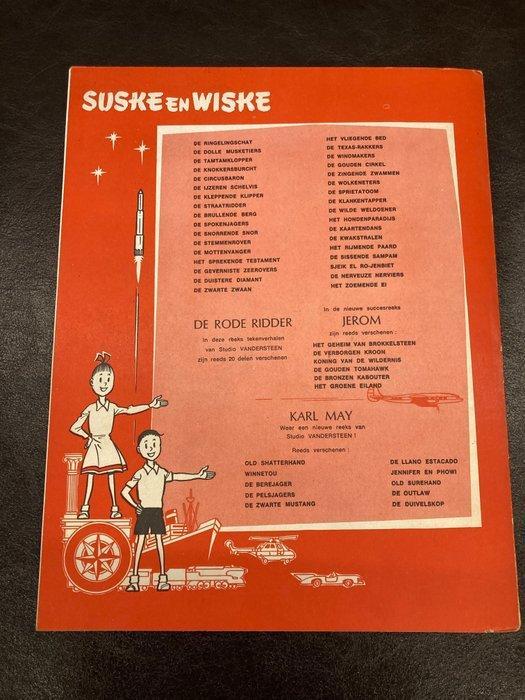 SUSKE EN WISKE
DE RINGELINGSCHAT
DE DOLLE MUSKETIERS
DE TAMTAMKLOPPER
DE KNOKKERSBURCHT
DE CIRCUSBARON
DE IJZEREN SCHELVIS
DE KLEPPENDE KLIPPER
DE STRAATRIDDER
DE BRULLENDE BERG
DE SPOKENJAGERS
DE SNORRENDE SNOR
DE STEMMENROVER
DE MOTTENVANGER
HET SPREKENDE TESTAMENT
DE GEVERNISTE ZEEROVERS
DE DUISTERE DIAMANT
DE ZWARTE ZWAAN
HET VLIEGENDE BED
DE TEXAS-RAKKERS
DE WINDMAKERS
DE GOUDEN CIRKEL
DE ZINGENDE ZWAMMEN
DE WOLKENETERS
DE SPRIETATOOM
DE KLANKENTAPPER
DE WILDE WELDOENER
HET HONDENPARADIJS
DE KAARTENDANS
DE KWAKSTRALEN
HET RIJMENDE PAARD
DE SISSENDE SAMPAM
SJEIK EL RO-JENBIET
DE NERVEUZE NERVIERS
HET ZOEMENDE EI
DE RODE RIDDER
In deze reeks tekenverhalen
van Studio VANDERSTEEN
zijn reeds 20 delen verschenen
In de nieuwe succesreeks
JEROM
zijn reeds verschenen :
HET GEHEIM VAN BROKKELSTEEN
DE VERBORGEN KROON
KONING VAN DE WILDERNIS
DE GOUDEN TOMAHAWK
DE BRONZEN KABOUTER
HET GROENE EILAND
KARL MAY
Weer een nieuwe reeks van
Studio VANDERSTEEN !
Reeds verschenen :
OLD SHATTERHAND
WINNETOU
DE BEREJAGER
DE PELSJAGERS
DE ZWARTE MUSTANG
DE LLANO ESTACADO
JENNIFER EN PHOWI
OLD SUREHAND
DE OUTLAW
DE DUIVELSKOP